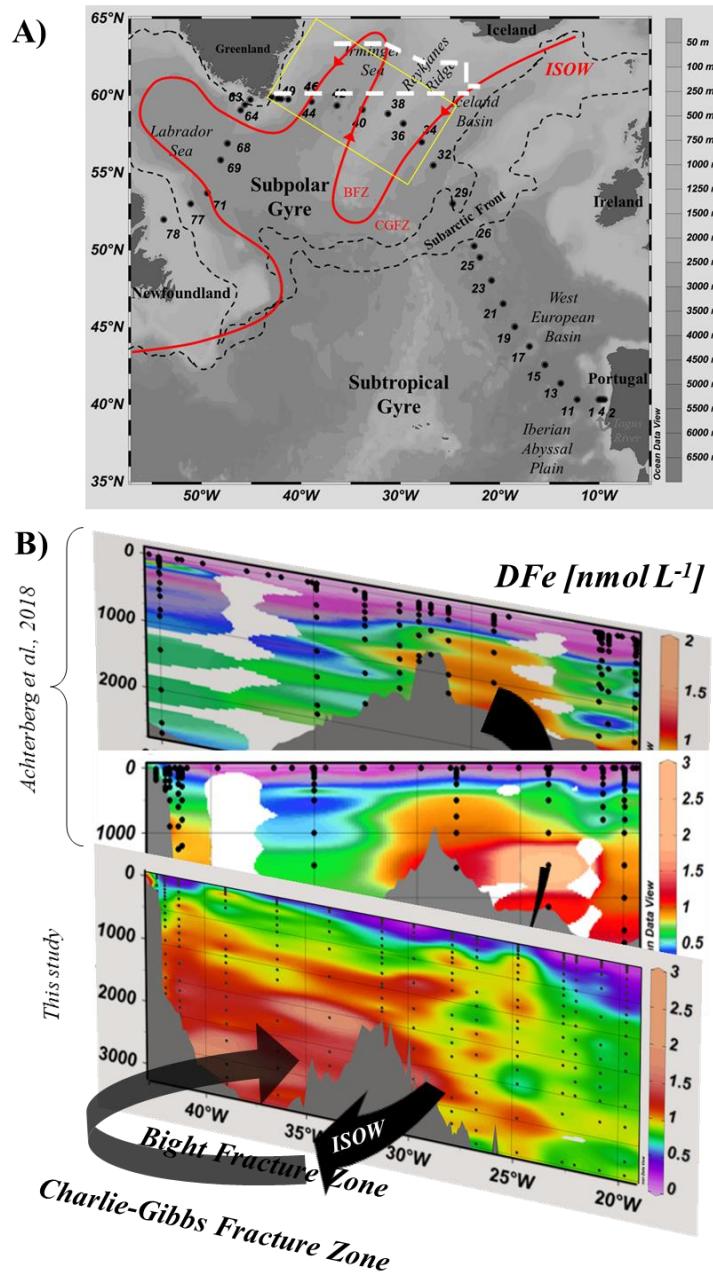 A)
65°N
60°N
55°N
50°N
45°N
40°N
35°N
50°W
40°W
30°W
20°W
10°W
Greenland
Iceland
rminger
Sea
Reykjanes
Ridge
ISOW
Iceland
Basin
63
64
49
46
44
42
40
38
36
34
32
29
Labrador
Sea
68
69
71
77
78
Subpolar
Gyre
BFZ
CGFZ
Subarctic Front
Ireland
Newfoundland
26
25
23
21
19
17
15
13
11
1 4 2
West
European
Basin
Subtropical
Gyre
Portugal
Tagus
River
Iberian
Abyssal
Plain
Ocean Data View
50 m
250 m
500 m
750 m
1000 m
1250 m
1500 m
2000 m
2500 m
3000 m
3500 m
4000 m
4500 m
5000 m
5500 m
6000 m
6500 m
B)
DFe [nmol L-1]
Achterberg et al., 2018
This study
0
1000
2000
2
1.5
1
0
1000
3
2.5
2
1.5
1
0.5
ean Data View
0
1000
2000
3000
3
2.5
2
1.5
1
0.5
0
40°W
35°W
30°W
25°W
20°W
ISOW
Bight Fracture Zone
Charlie-Gibbs Fracture Zone